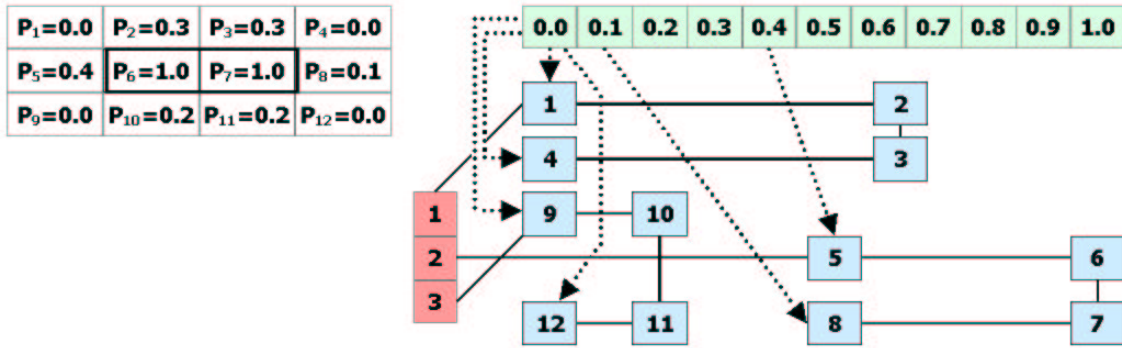 P₁=0.0 P₂=0.3 P₃=0.3 P₄=0.0
P₅=0.4 P₆=1.0 P₇=1.0 P₈=0.1
P₉=0.0 P₁₀=0.2 P₁₁=0.2 P₁₂=0.0
0.0 0.1 0.2 0.3 0.4 0.5 0.6 0.7 0.8 0.9 1.0
1 2
4 3
1 9 10
2 5 6
3
12 11 8 7